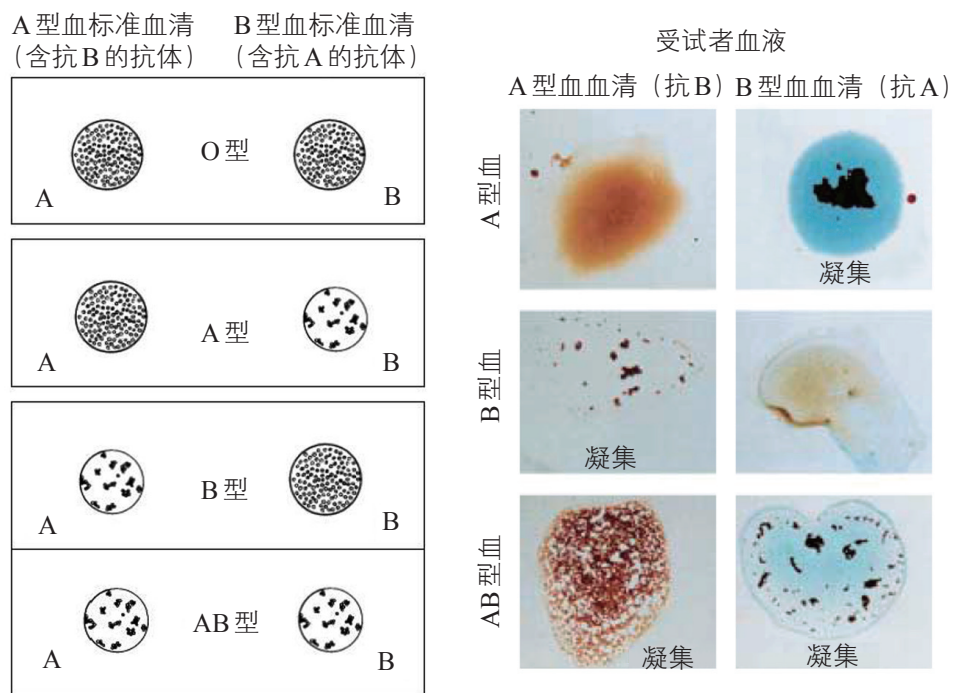 A型血标准血清
(含抗B的抗体)
B型血标准血清
(含抗A的抗体)
O型
A
B
A型
A
B
B型
A
B
AB型
A
B
受试者血液
A型血血清(抗B)
B型血血清(抗A)
A型血
凝集
B型血
凝集
AB型血
凝集
凝集